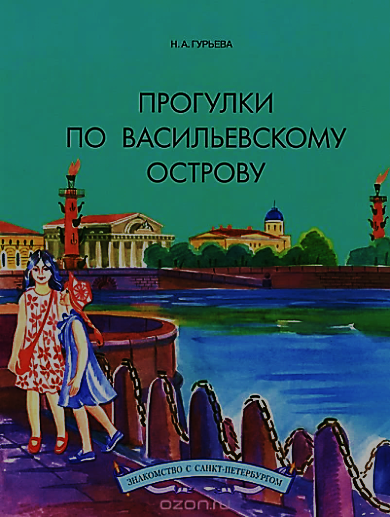 Н. А. ГУРЬЕВА
ПРОГУЛКИ
ПО ВАСИЛЬЕВСКОМУ
ОСТРОВУ
ЗНАКОМСТВО С САНКТ-ПЕТЕРБУРГОМ
ozon.ru